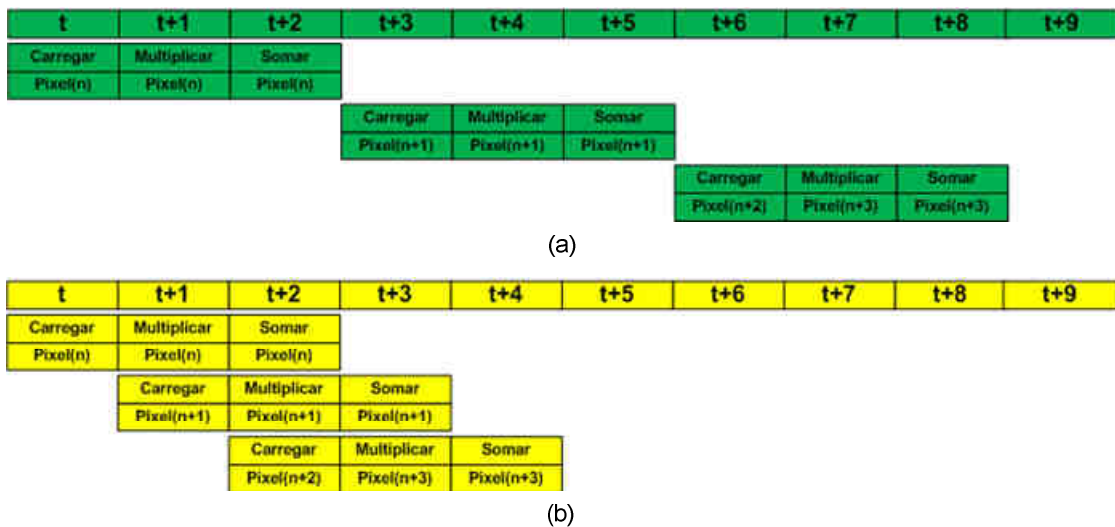 t t+1 t+2 t+3 t+4 t+5 t+6 t+7 t+8 t+9
Carregar Multiplicar Somar
Pixel(n) Pixel(n) Pixel(n)
Carregar Multiplicar Somar
Pixel(n+1) Pixel(n+1) Pixel(n+1)
Carregar Multiplicar Somar
Pixel(n+2) Pixel(n+3) Pixel(n+3)
(a)
t t+1 t+2 t+3 t+4 t+5 t+6 t+7 t+8 t+9
Carregar Multiplicar Somar
Pixel(n) Pixel(n) Pixel(n)
Carregar Multiplicar Somar
Pixel(n+1) Pixel(n+1) Pixel(n+1)
Carregar Multiplicar Somar
Pixel(n+2) Pixel(n+3) Pixel(n+3)
(b)